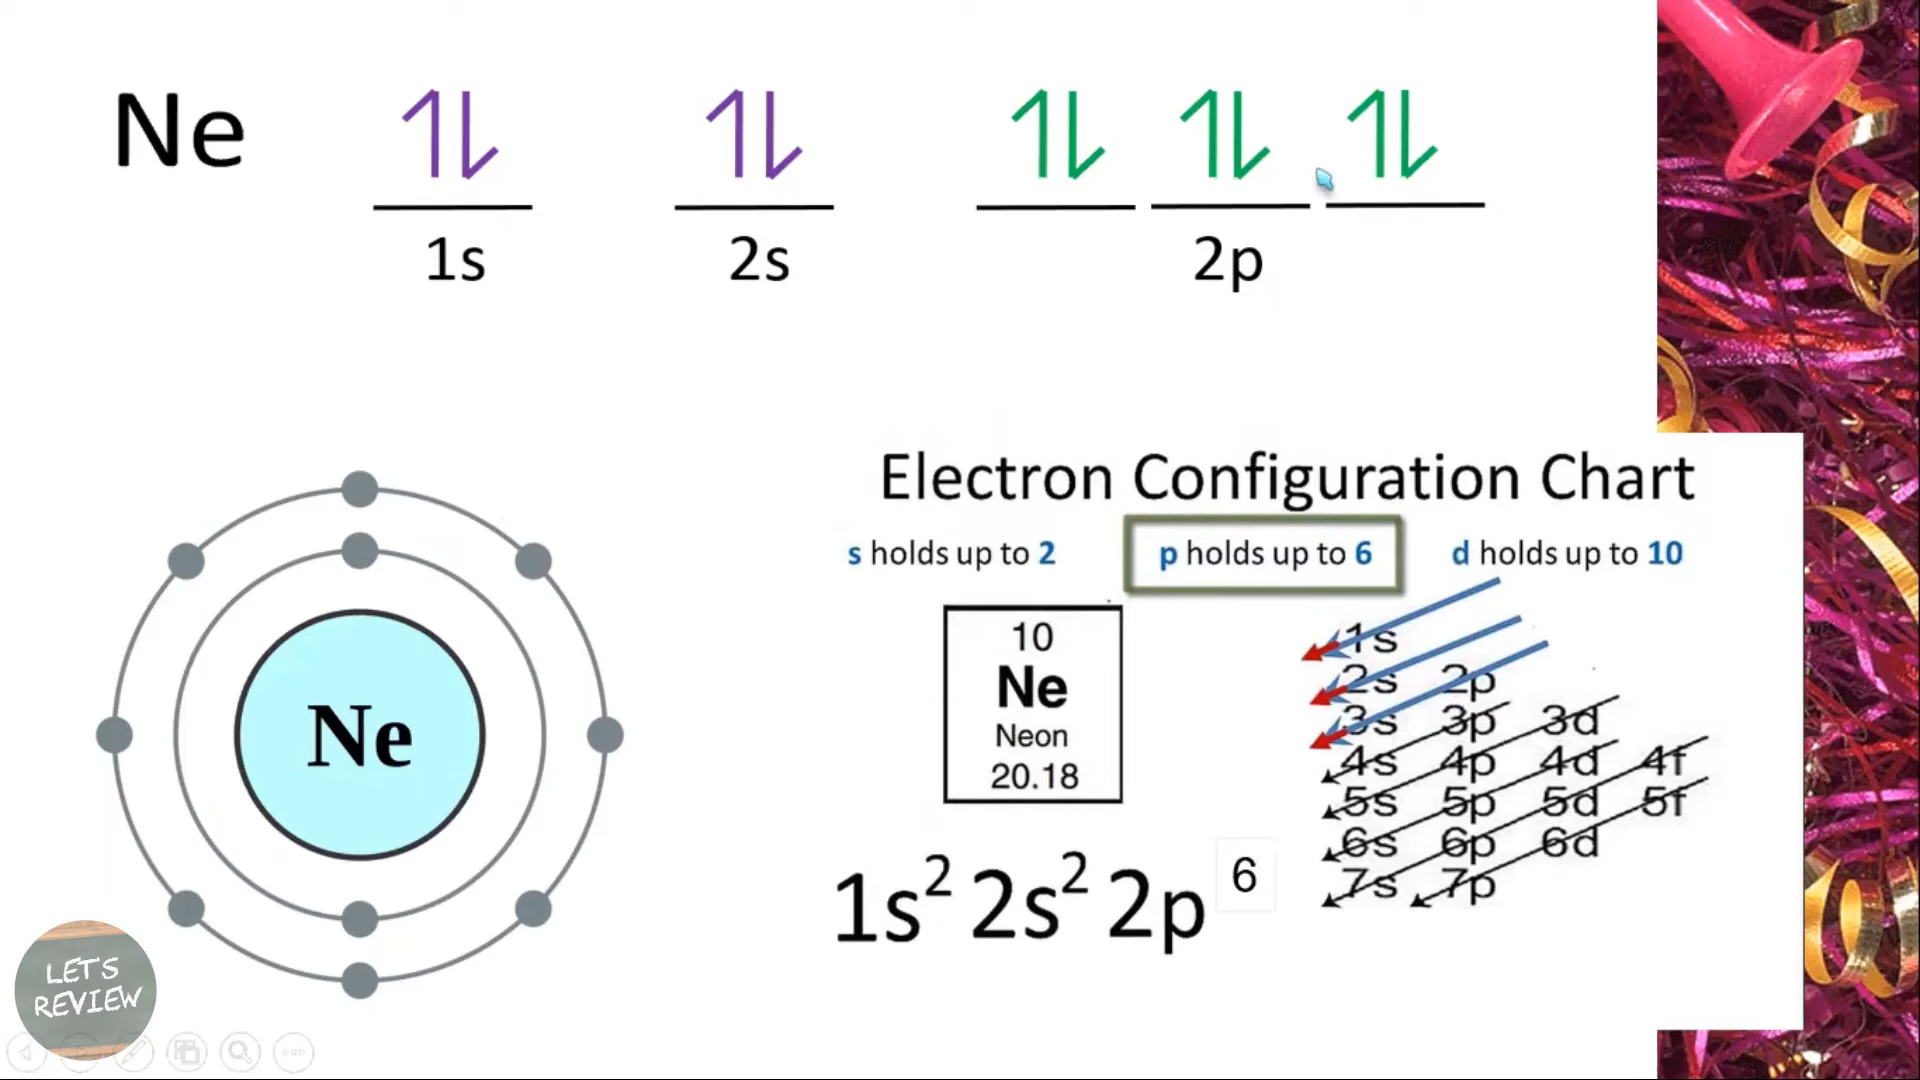 Ne
1s 2s 2p
Electron Configuration Chart
s holds up to 2 p holds up to 6 d holds up to 10
10
Ne
Neon
20.18
1s
2s 2p
3s 3p 3d
4s 4p 4d 4f
5s 5p 5d 5f
6s 6p 6d
7s 7p
Ne
1s² 2s² 2p⁶
LET'S
REVIEW